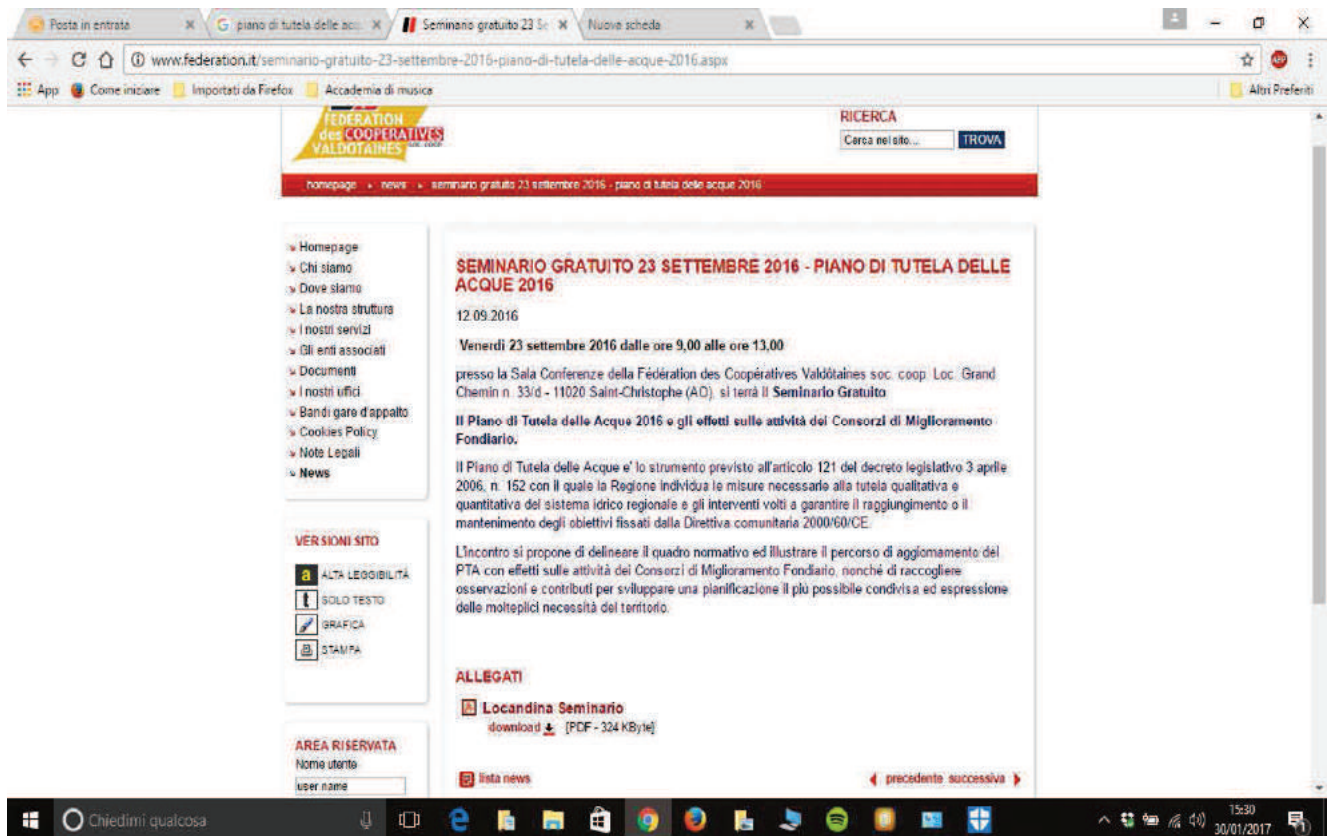 Posta in entrata
piano di tutela delle acq
Seminario gratuito 23 Se
Nuova scheda
www.federation.it/seminario-gratuito-23-settembre-2016-piano-di-tutela-delle-acque-2016.aspx
App
Come iniziare
Importati da Firefox
Accademia di musica
Altri Preferiti
FEDERATION
des COOPERATIVES
VALDOTAINES soc. coop.
RICERCA
Cerca nel sito...
TROVA
homepage news seminario gratuito 23 settembre 2016 - piano di tutela delle acque 2016
Homepage
Chi siamo
Dove siamo
La nostra struttura
I nostri servizi
Gli enti associati
Documenti
I nostri uffici
Bandi gare d'appalto
Cookies Policy
Note Legali
News
VERSIONI SITO
a ALTA LEGGIBILITÀ
t SOLO TESTO
GRAFICA
STAMPA
AREA RISERVATA
Nome utente
user name
SEMINARIO GRATUITO 23 SETTEMBRE 2016 - PIANO DI TUTELA DELLE
ACQUE 2016
12.09.2016
Venerdì 23 settembre 2016 dalle ore 9,00 alle ore 13,00
presso la Sala Conferenze della Fédération des Coopératives Valdôtaines soc. coop. Loc. Grand
Chemin n. 33/d - 11020 Saint-Christophe (AO), si terrà il Seminario Gratuito
Il Piano di Tutela delle Acque 2016 e gli effetti sulle attività dei Consorzi di Miglioramento
Fondiario.
Il Piano di Tutela delle Acque e' lo strumento previsto all'articolo 121 del decreto legislativo 3 aprile
2006, n. 152 con il quale la Regione individua le misure necessarie alla tutela qualitativa e
quantitativa del sistema idrico regionale e gli interventi volti a garantire il raggiungimento o il
mantenimento degli obiettivi fissati dalla Direttiva comunitaria 2000/60/CE.
L'incontro si propone di delineare il quadro normativo ed illustrare il percorso di aggiornamento del
PTA con effetti sulle attività dei Consorzi di Miglioramento Fondiario, nonché di raccogliere
osservazioni e contributi per sviluppare una pianificazione il più possibile condivisa ed espressione
delle molteplici necessità del territorio.
ALLEGATI
Locandina Seminario
download [PDF - 324 KByte]
lista news
precedente successiva
Chiedimi qualcosa
15:30
30/01/2017